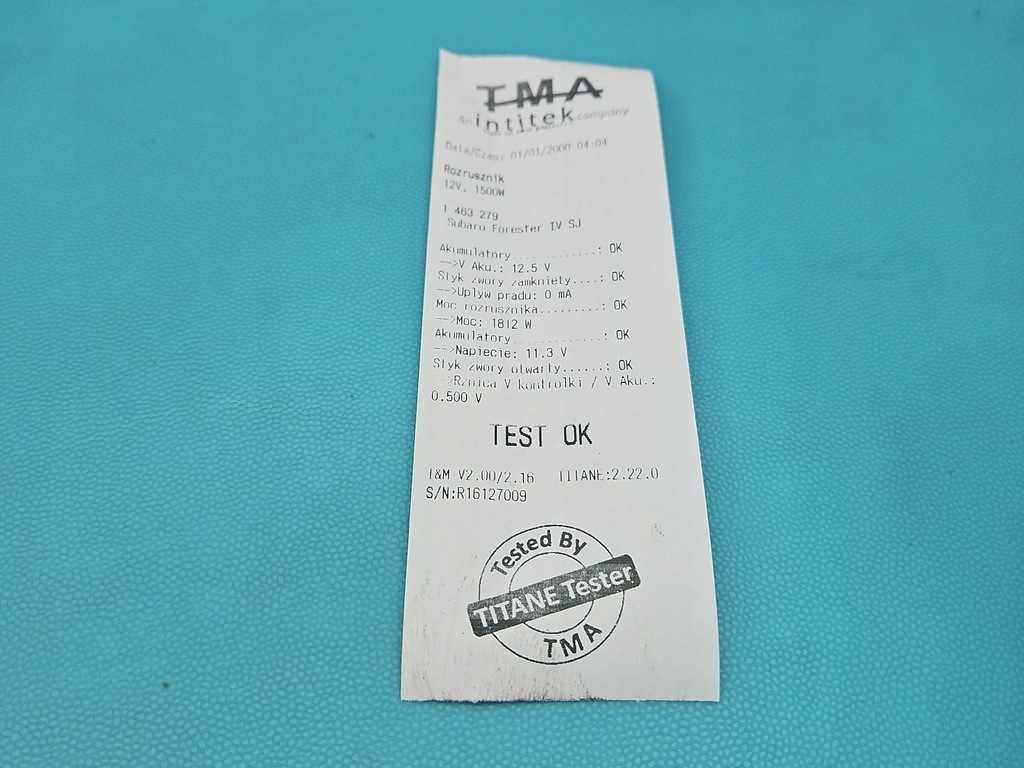 TMA
An intitek company
Data/Czas: 01/01/2000 04:04
Rozrusznik
12V. 1500W
1 463 279
Subaru Forester IV SJ
Akumulatory.............: OK
-->V Aku.: 12.5 V
Styk zwory zamkniety....: OK
-->Uplyw pradu: 0 mA
Moc rozrusznika.........: OK
-->Moc: 1812 W
Akumulatory.............: OK
-->Napiecie: 11.3 V
Styk zwory otwarty......: OK
-->Rznica V kontrolki / V Aku.:
0.500 V
TEST OK
I&M V2.00/2.16 TITANE:2.22.0
S/N:R16127009
Tested By
TITANE Tester
TMA